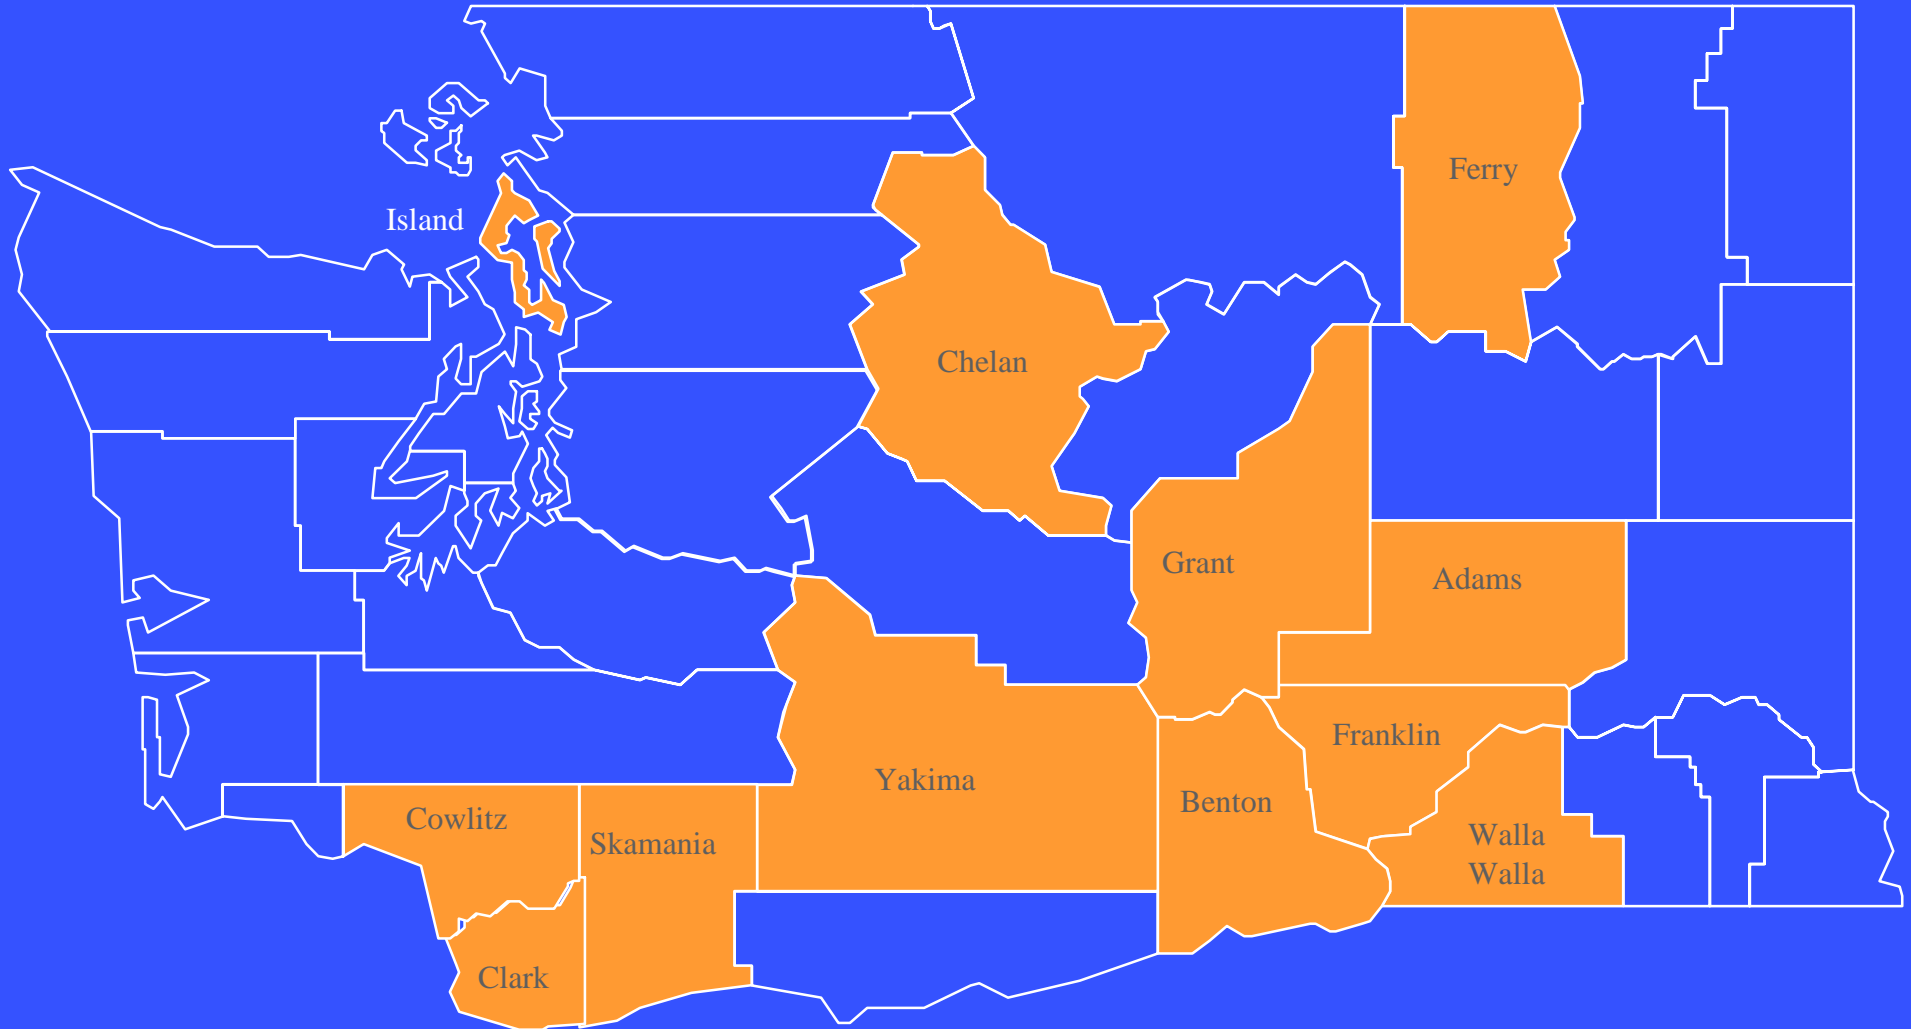 Ferry
Island
Chelan
Grant
Adams
Franklin
Yakima
Benton
Cowlitz
Skamania
Walla
Walla
Clark